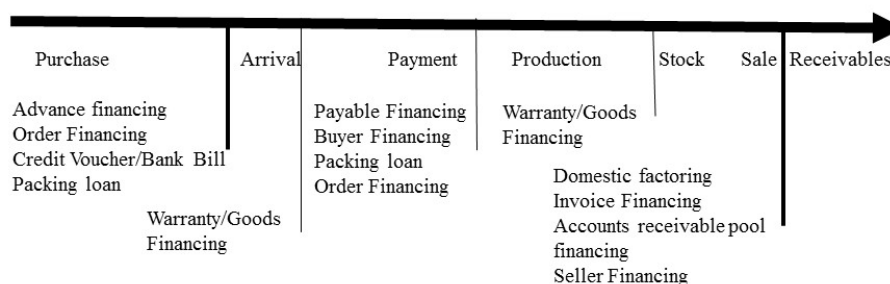 Purchase Arrival Payment Production Stock Sale Receivables
Advance financing
Order Financing
Credit Voucher/Bank Bill
Packing loan
Warranty/Goods
Financing
Payable Financing
Buyer Financing
Packing loan
Order Financing
Warranty/Goods
Financing
Domestic factoring
Invoice Financing
Accounts receivable pool
financing
Seller Financing